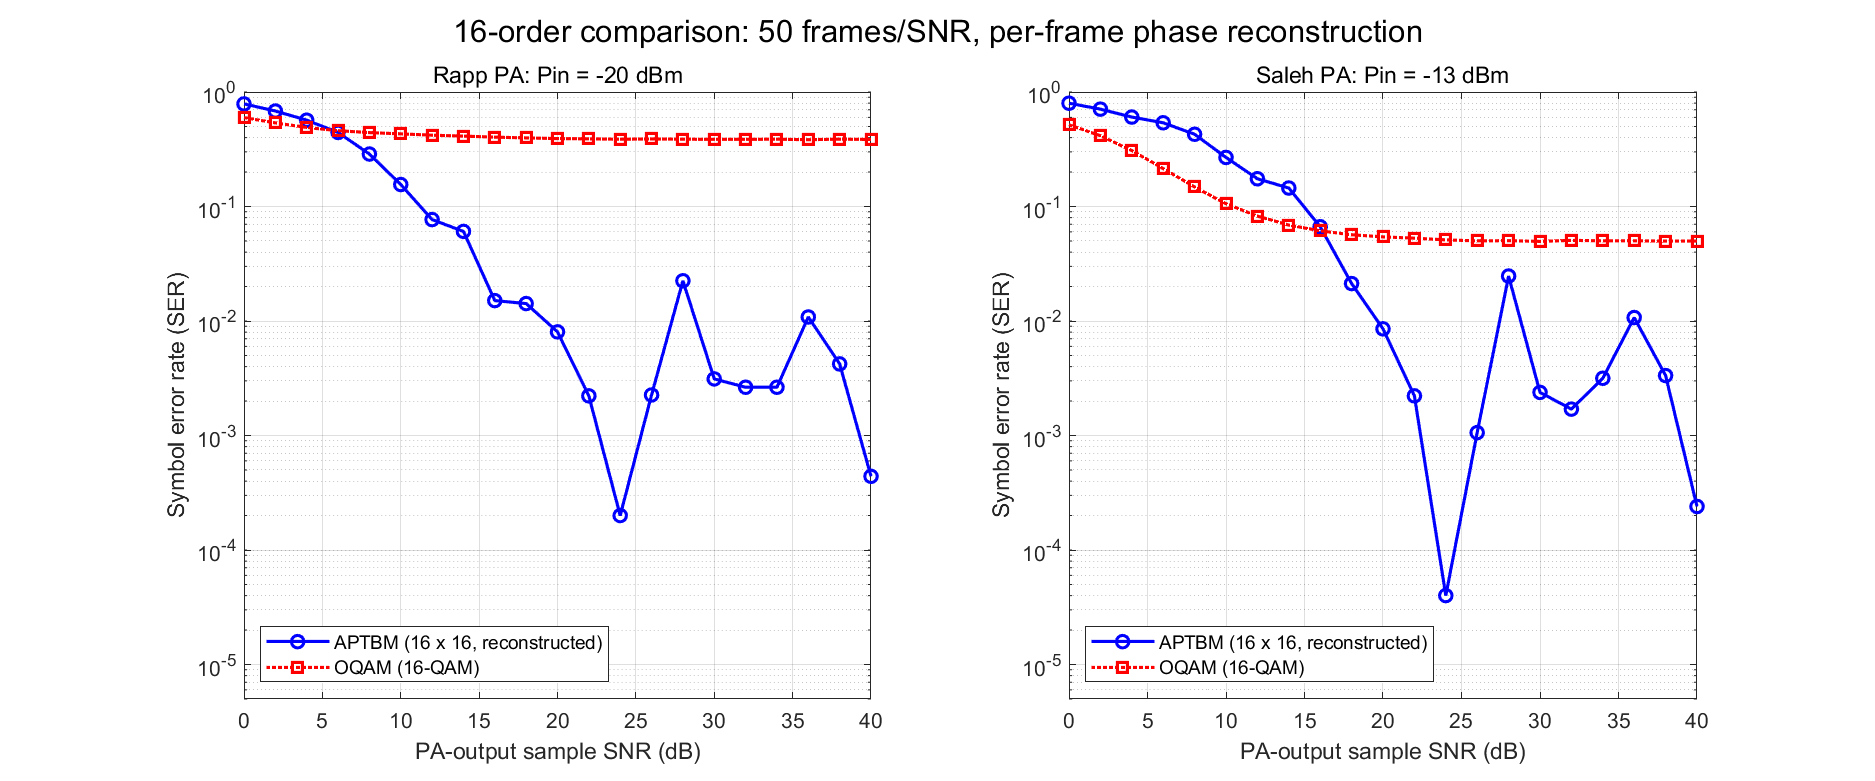 16-order comparison: 50 frames/SNR, per-frame phase reconstruction
Rapp PA: Pin = -20 dBm
10^0
10^-1
10^-2
10^-3
10^-4
10^-5
Symbol error rate (SER)
APTBM (16 x 16, reconstructed)
OQAM (16-QAM)
0 5 10 15 20 25 30 35 40
PA-output sample SNR (dB)
Saleh PA: Pin = -13 dBm
10^0
10^-1
10^-2
10^-3
10^-4
10^-5
Symbol error rate (SER)
APTBM (16 x 16, reconstructed)
OQAM (16-QAM)
0 5 10 15 20 25 30 35 40
PA-output sample SNR (dB)